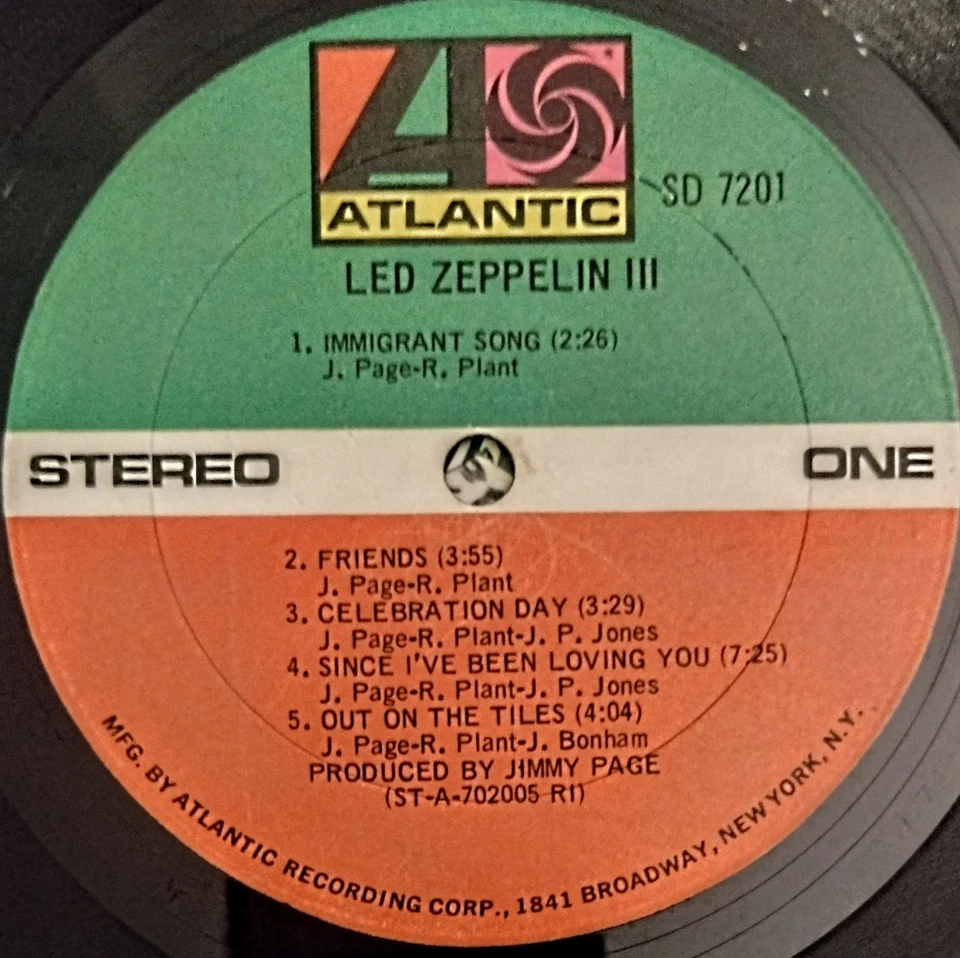 ATLANTIC
SD 7201
LED ZEPPELIN III
1. IMMIGRANT SONG (2:26)
J. Page-R. Plant
STEREO
ONE
2. FRIENDS (3:55)
J. Page-R. Plant
3. CELEBRATION DAY (3:29)
J. Page-R. Plant-J. P. Jones
4. SINCE I'VE BEEN LOVING YOU (7:25)
J. Page-R. Plant-J. P. Jones
5. OUT ON THE TILES (4:04)
J. Page-R. Plant-J. Bonham
PRODUCED BY JIMMY PAGE
(ST-A-702005 R1)
MFG. BY ATLANTIC RECORDING CORP., 1841 BROADWAY, NEW YORK, N.Y.